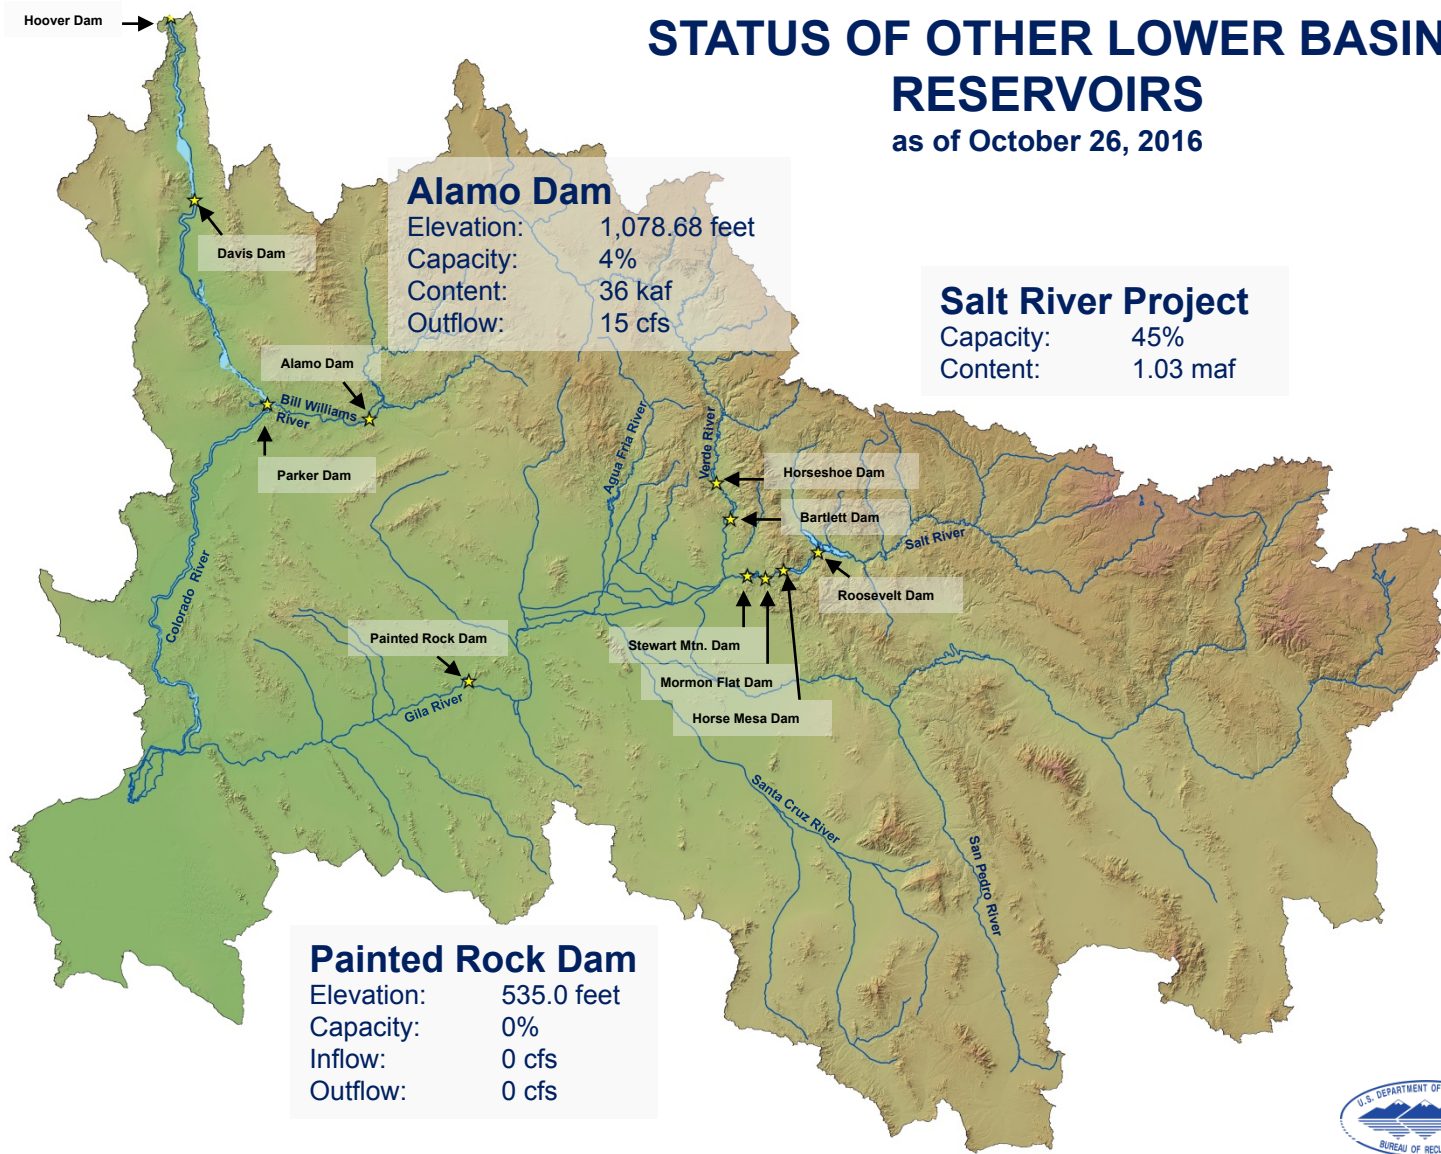 STATUS OF OTHER LOWER BASIN
RESERVOIRS
as of October 26, 2016
Hoover Dam
Davis Dam
Alamo Dam
Elevation: 1,078.68 feet
Capacity: 4%
Content: 36 kaf
Outflow: 15 cfs
Salt River Project
Capacity: 45%
Content: 1.03 maf
Alamo Dam
Bill Williams
River
Parker Dam
Agua Fria River
Verde River
Horseshoe Dam
Bartlett Dam
Salt River
Roosevelt Dam
Colorado River
Painted Rock Dam
Stewart Mtn. Dam
Mormon Flat Dam
Horse Mesa Dam
Gila River
Santa Cruz River
San Pedro River
Painted Rock Dam
Elevation: 535.0 feet
Capacity: 0%
Inflow: 0 cfs
Outflow: 0 cfs
U.S. DEPARTMENT OF
BUREAU OF